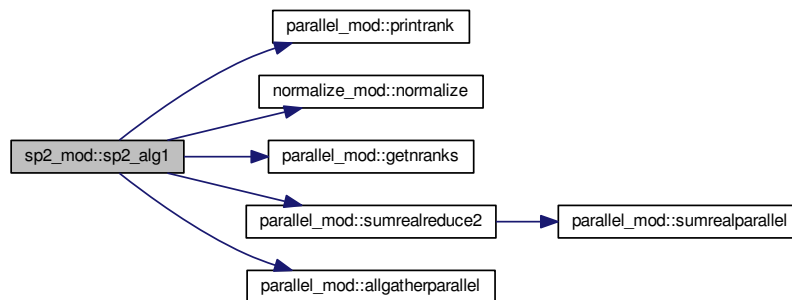 parallel_mod::printrank
normalize_mod::normalize
sp2_mod::sp2_alg1
parallel_mod::getnranks
parallel_mod::sumrealreduce2
parallel_mod::sumrealparallel
parallel_mod::allgatherparallel